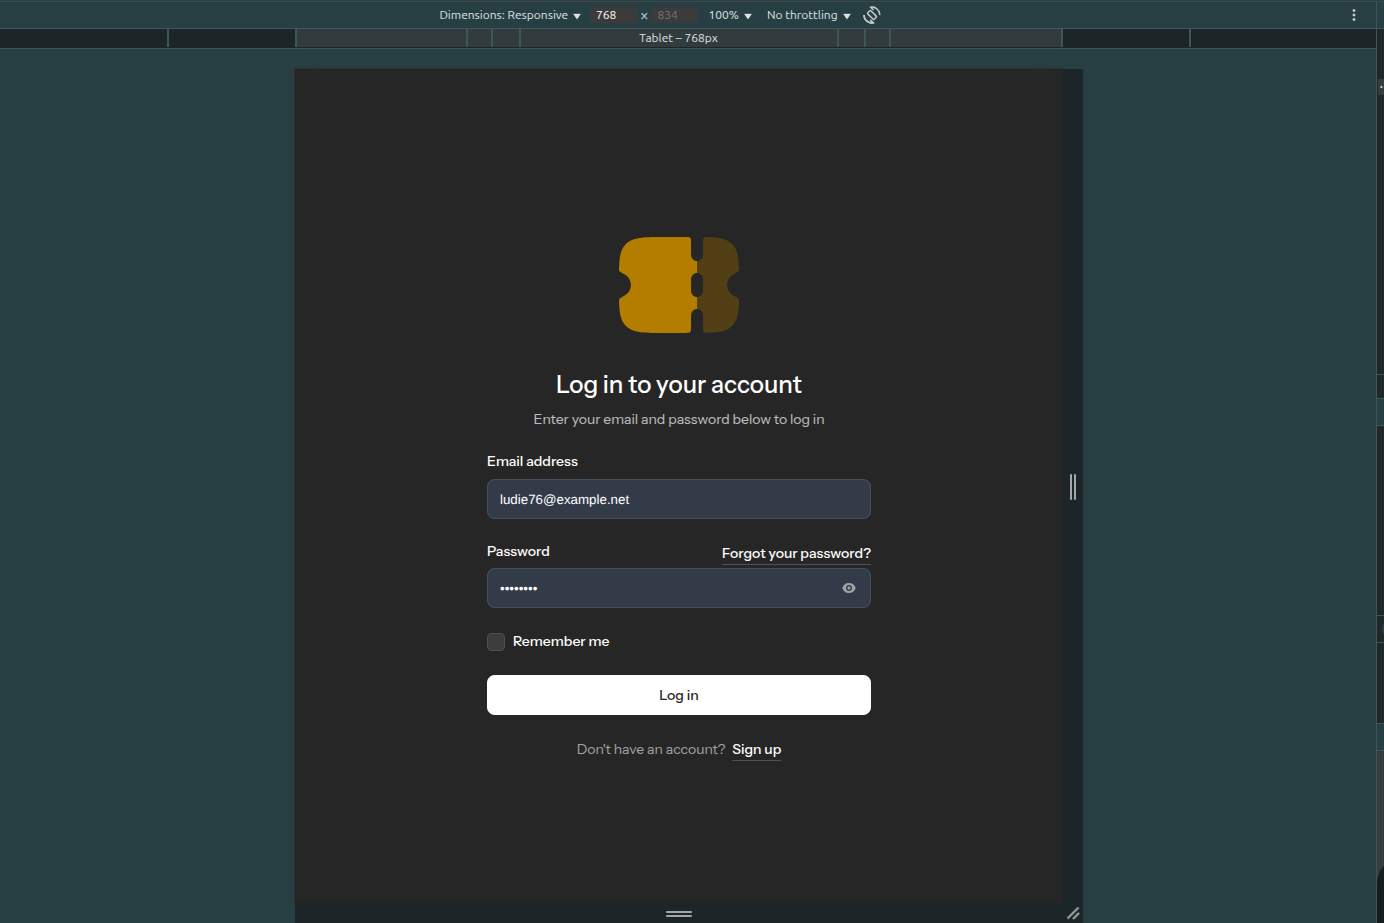 Dimensions: Responsive 768 x 834 100% No throttling
Tablet – 768px
Log in to your account
Enter your email and password below to log in
Email address
ludie76@example.net
Password Forgot your password?
••••••••
Remember me
Log in
Don't have an account? Sign up